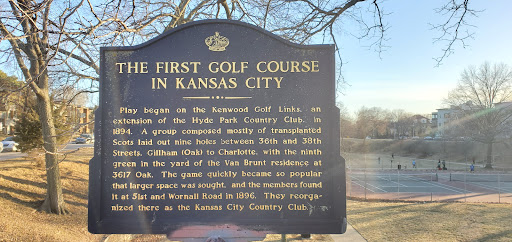 THE FIRST GOLF COURSE
IN KANSAS CITY
Play began on the Kenwood Golf Links, an
extension of the Hyde Park Country Club, in
1894. A group composed mostly of transplanted
Scots laid out nine holes between 36th and 38th
Streets, Gillham (Oak) to Charlotte, with the ninth
green in the yard of the Van Brunt residence at
3617 Oak. The game quickly became so popular
that larger space was sought, and the members found
it at 51st and Wornall Road in 1896. They reorga-
nized there as the Kansas City Country Club.